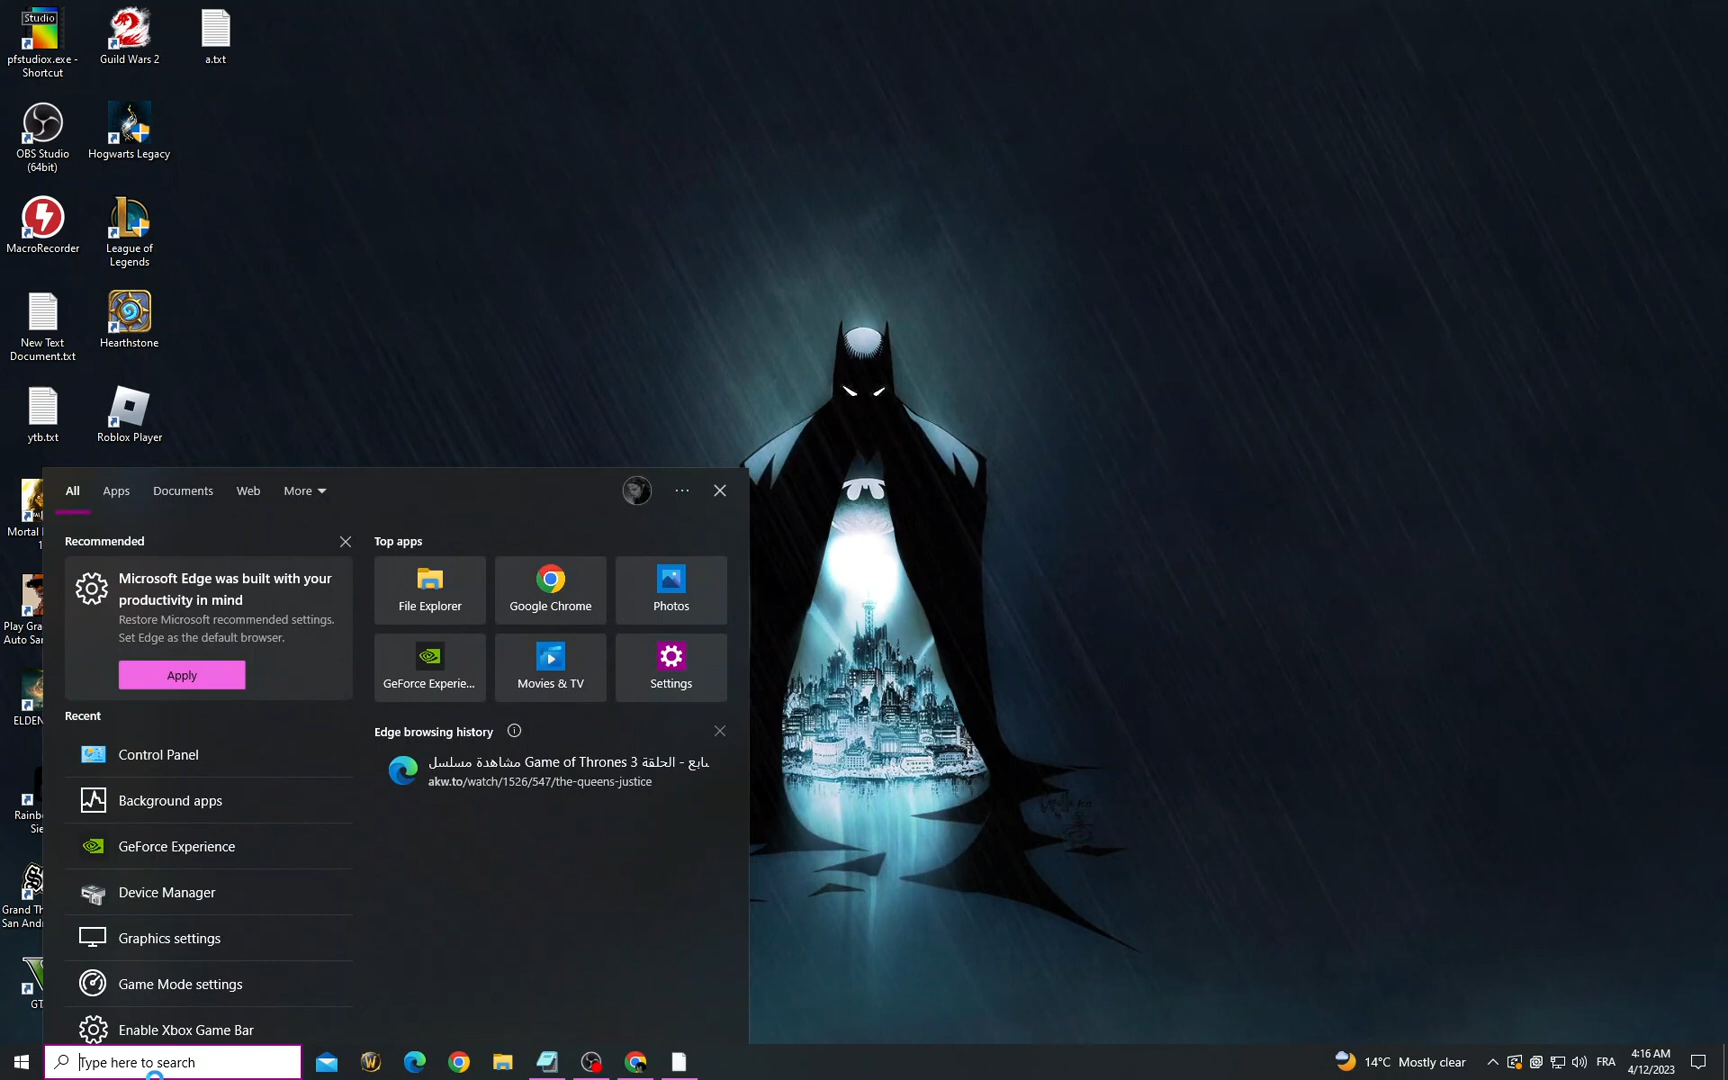 Studio
pfstudiox.exe -
Shortcut
Guild Wars 2
a.txt
OBS Studio
(64bit)
Hogwarts Legacy
MacroRecorder
League of
Legends
New Text
Document.txt
Hearthstone
ytb.txt
Roblox Player
Mortal
1
Play Gra
Auto Sar
ELDEN
Rainb
Sie
Grand Th
San Andr
GT
All
Apps
Documents
Web
More
Recommended
Microsoft Edge was built with your
productivity in mind
Restore Microsoft recommended settings.
Set Edge as the default browser.
Apply
Recent
Control Panel
Background apps
GeForce Experience
Device Manager
Graphics settings
Game Mode settings
Enable Xbox Game Bar
Top apps
File Explorer
Google Chrome
Photos
GeForce Experie...
Movies & TV
Settings
Edge browsing history
مشاهدة مسلسل Game of Thrones الحلقة 3 -
akw.to/watch/1526/547/the-queens-justice
Type here to search
14°C Mostly clear
FRA
4:16 AM
4/12/2023